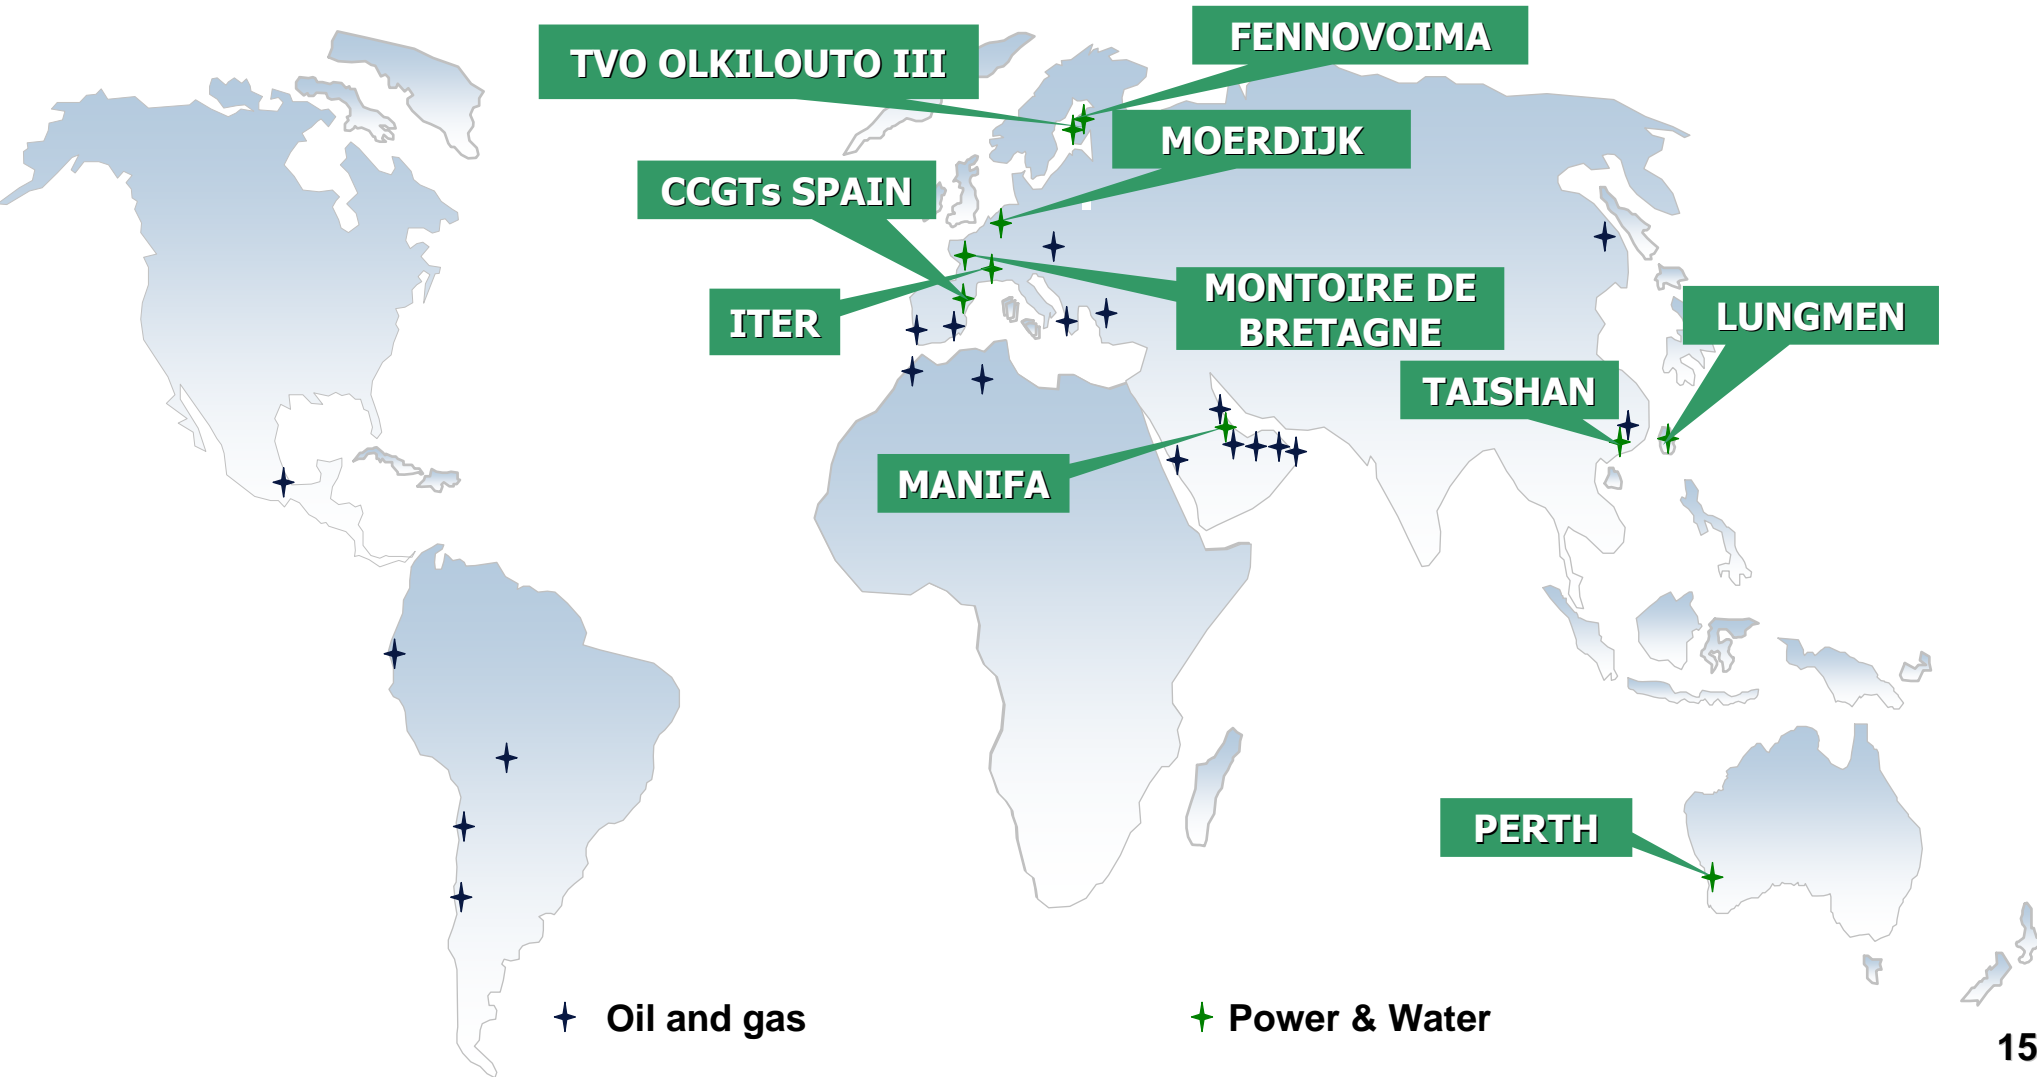 FENNOVOIMA
TVO OLKILOUTO III
MOERDIJK
CCGTs SPAIN
MONTOIRE DE
BRETAGNE
ITER
LUNGMEN
TAISHAN
MANIFA
PERTH
Oil and gas
Power & Water
15